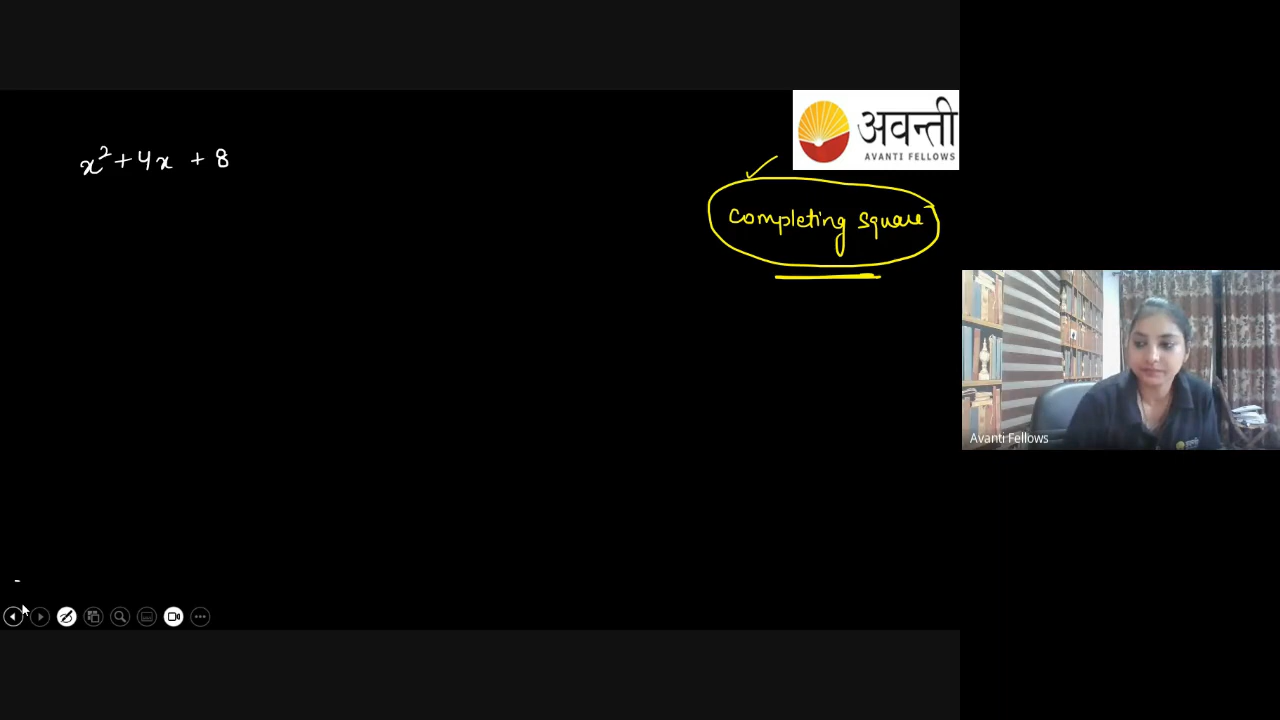 अवन्ती
AVANTI FELLOWS
x² + 4x + 8
Completing Square
Avanti Fellows